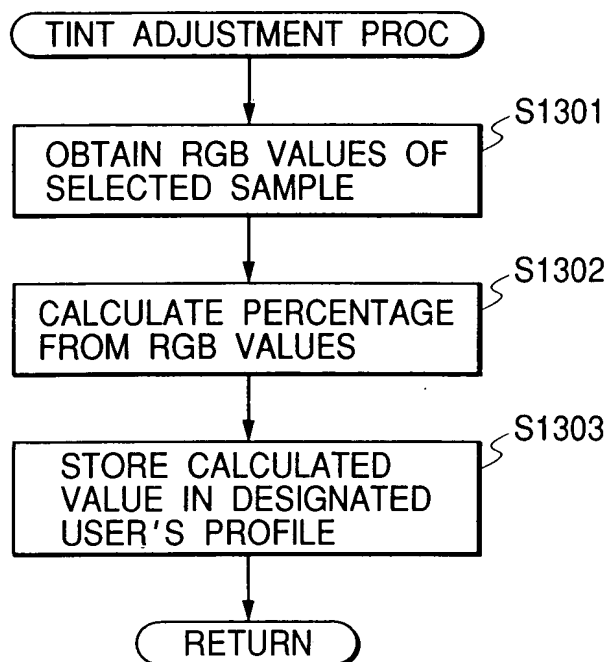 TINT ADJUSTMENT PROC
S1301
OBTAIN RGB VALUES OF
SELECTED SAMPLE
S1302
CALCULATE PERCENTAGE
FROM RGB VALUES
S1303
STORE CALCULATED
VALUE IN DESIGNATED
USER'S PROFILE
RETURN